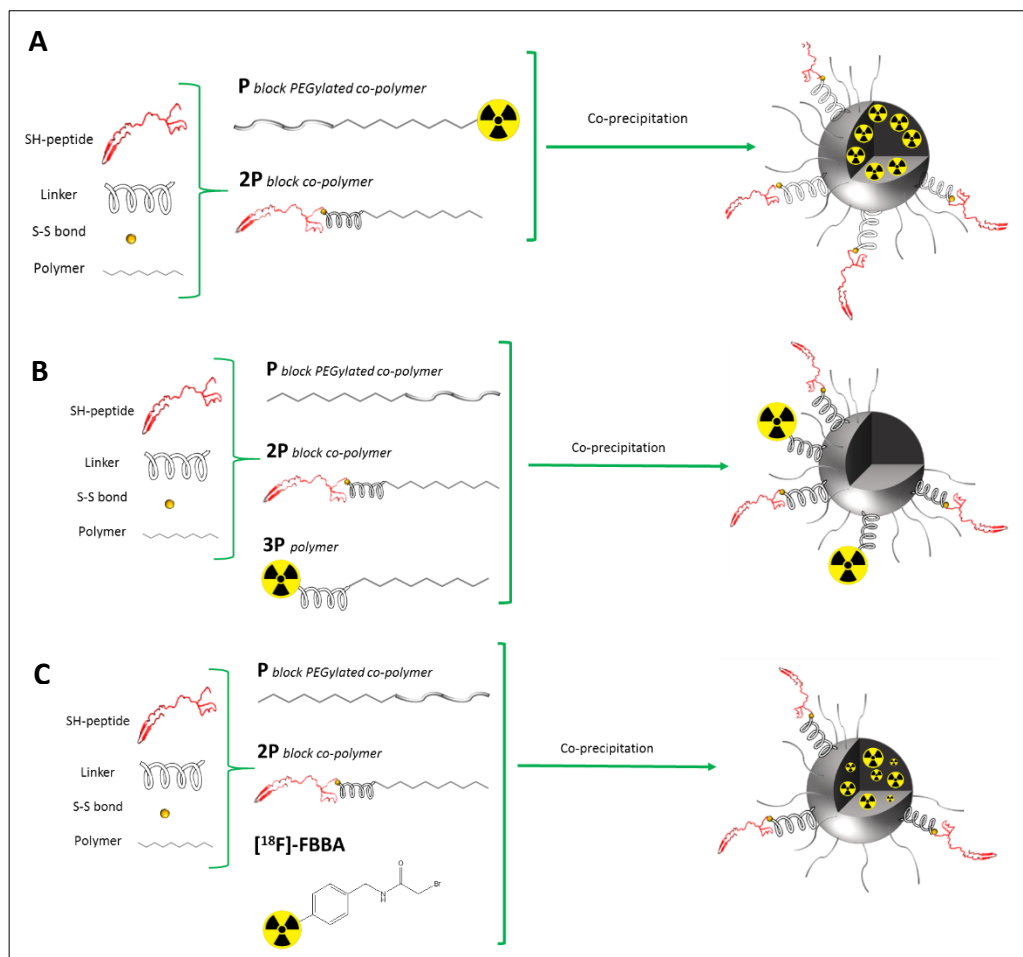 A
P block PEGylated co-polymer
SH-peptide
Linker
S-S bond
Polymer
2P block co-polymer
Co-precipitation
B
P block PEGylated co-polymer
SH-peptide
Linker
S-S bond
Polymer
2P block co-polymer
3P polymer
Co-precipitation
C
P block PEGylated co-polymer
SH-peptide
Linker
S-S bond
Polymer
2P block co-polymer
[¹⁸F]-FBBA
O
N
H
Br
Co-precipitation